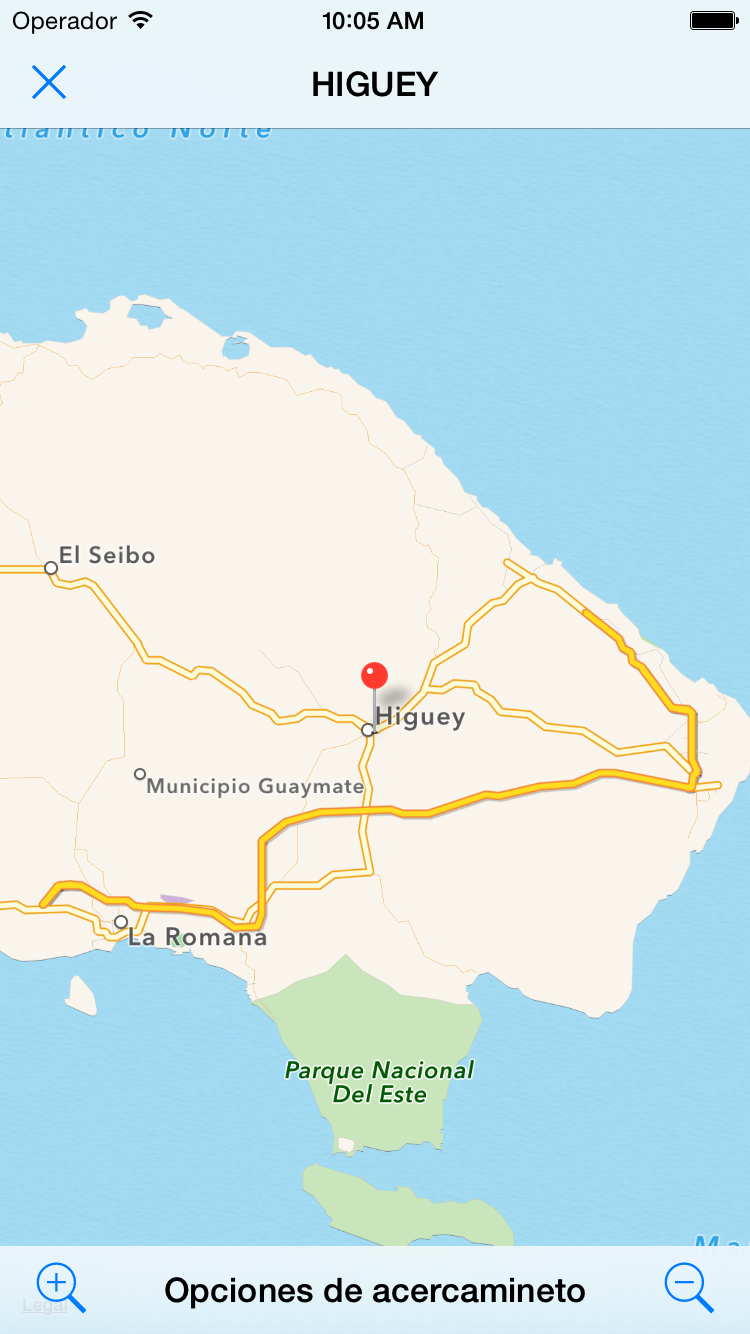 Operador 10:05 AM
HIGUEY
tlántico Norte
El Seibo
Higuey
Municipio Guaymate
La Romana
Parque Nacional
Del Este
Ma
Opciones de acercamineto
Legal